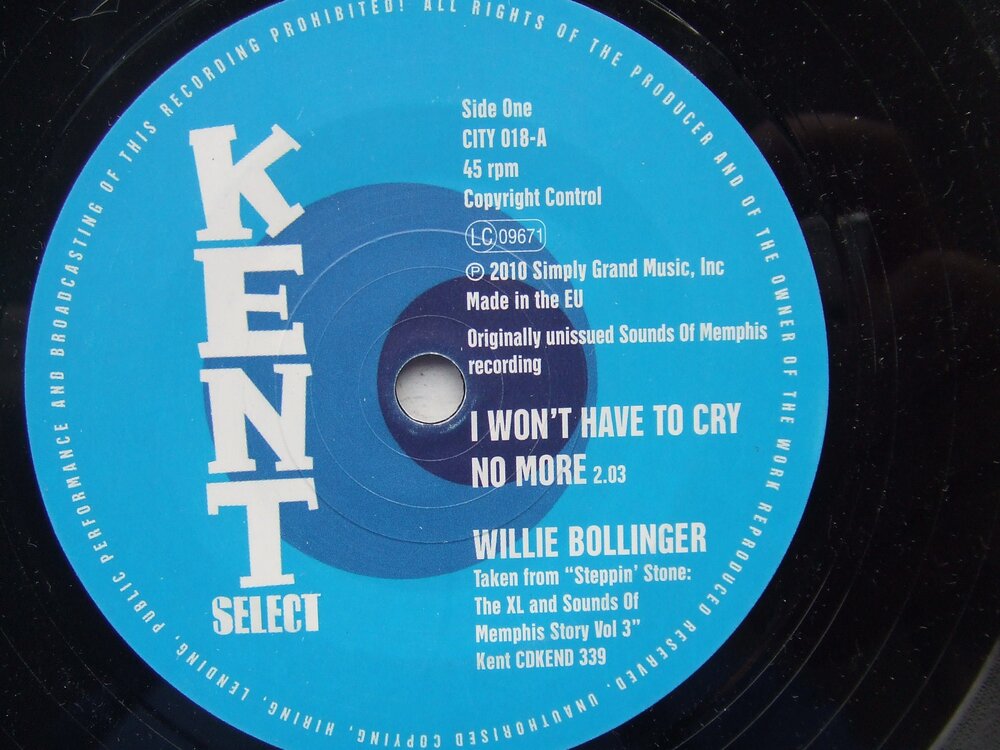 KENT
SELECT
Side One
CITY 018-A
45 rpm
Copyright Control
LC 09671
℗ 2010 Simply Grand Music, Inc
Made in the EU
Originally unissued Sounds Of Memphis
recording
I WON'T HAVE TO CRY
NO MORE 2.03
WILLIE BOLLINGER
Taken from “Steppin’ Stone:
The XL and Sounds Of
Memphis Story Vol 3”
Kent CDKEND 339
ALL RIGHTS OF THE PRODUCER AND OF THE OWNER OF THE WORK REPRODUCED RESERVED. UNAUTHORISED COPYING, HIRING, LENDING, PUBLIC PERFORMANCE AND BROADCASTING OF THIS RECORDING PROHIBITED!